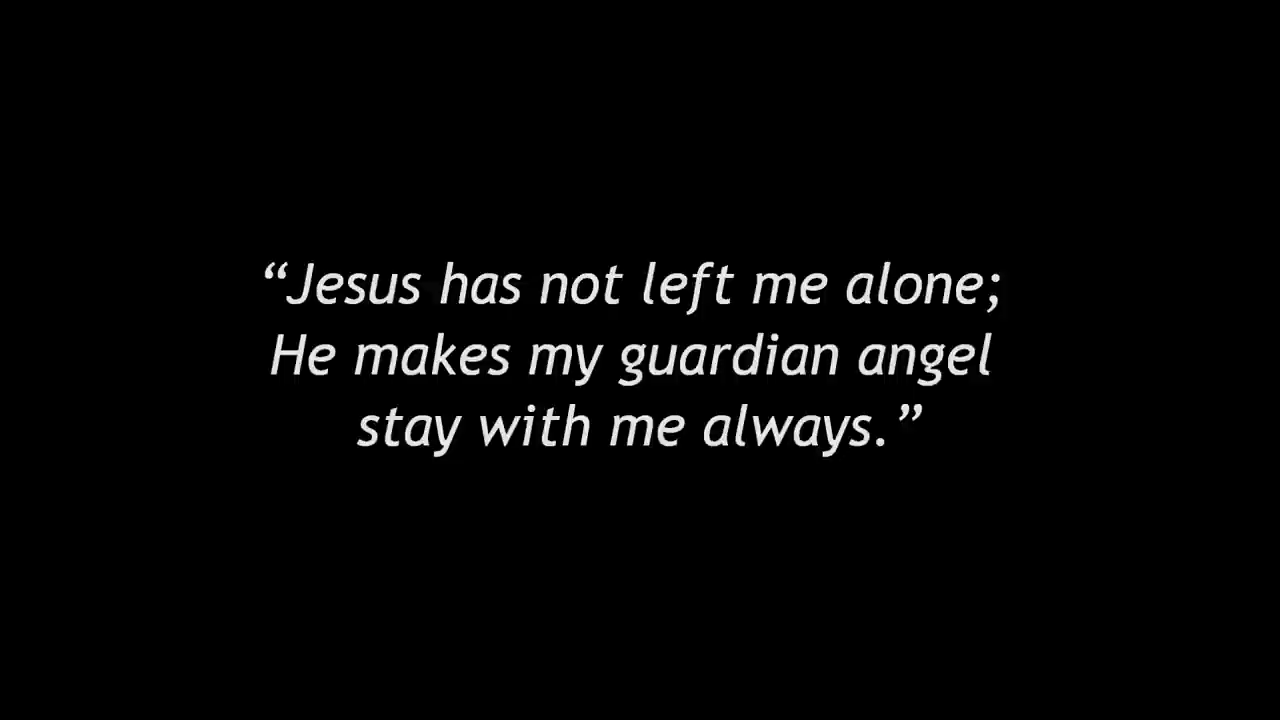 “Jesus has not left me alone;
He makes my guardian angel
stay with me always.”